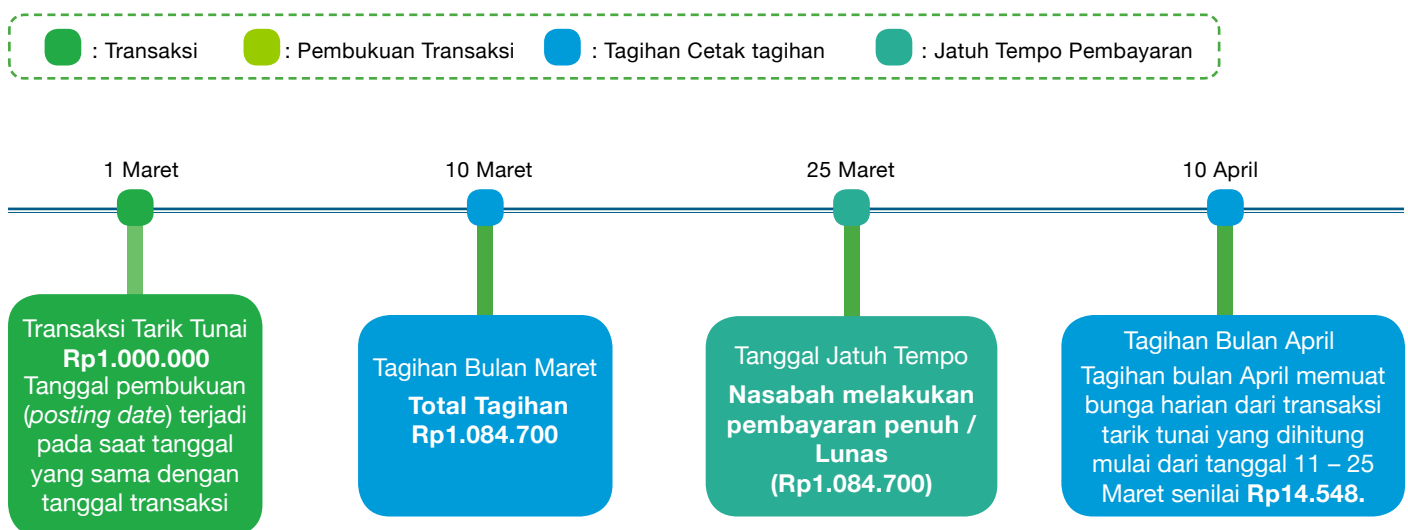 : Transaksi
: Pembukuan Transaksi
: Tagihan Cetak tagihan
: Jatuh Tempo Pembayaran
1 Maret
10 Maret
25 Maret
10 April
Transaksi Tarik Tunai
Rp1.000.000
Tanggal pembukuan
(posting date) terjadi
pada saat tanggal
yang sama dengan
tanggal transaksi
Tagihan Bulan Maret
Total Tagihan
Rp1.084.700
Tanggal Jatuh Tempo
Nasabah melakukan
pembayaran penuh /
Lunas
(Rp1.084.700)
Tagihan Bulan April
Tagihan bulan April memuat
bunga harian dari transaksi
tarik tunai yang dihitung
mulai dari tanggal 11 – 25
Maret senilai Rp14.548.